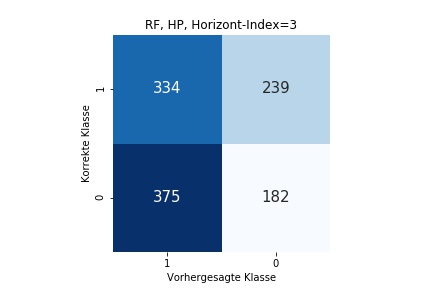 RF, HP, Horizont-Index=3
Korrekte Klasse
1
334
239
0
375
182
1
0
Vorhergesagte Klasse